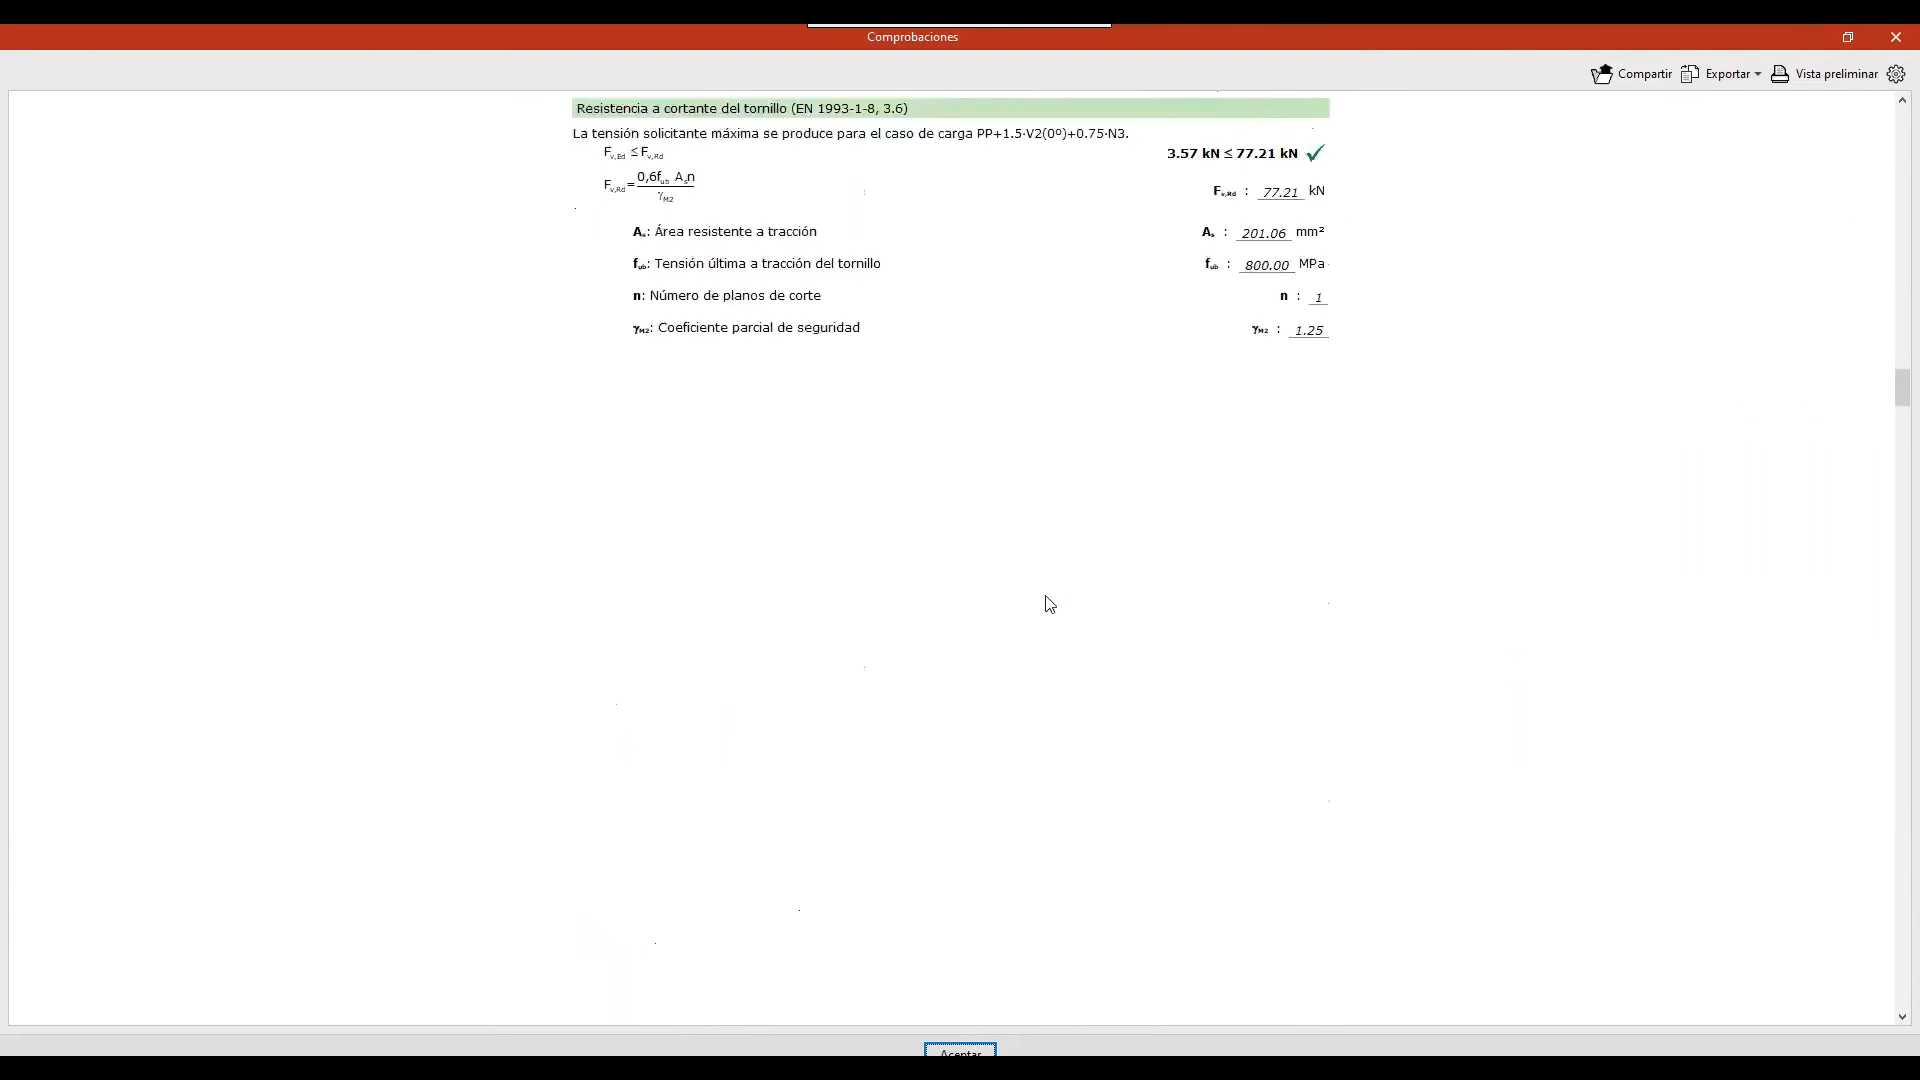 Comprobaciones
Compartir Exportar Vista preliminar
Resistencia a cortante del tornillo (EN 1993-1-8, 3.6)
La tensión solicitante máxima se produce para el caso de carga PP+1.5·V2(0º)+0.75·N3.
Fv,Ed ≤ Fv,Rd 3.57 kN ≤ 77.21 kN
Fv,Rd = 0,6fub Asn / γM2 Fv,Rd : 77.21 kN
As: Área resistente a tracción As : 201.06 mm²
fub: Tensión última a tracción del tornillo fub : 800.00 MPa
n: Número de planos de corte n : 1
γM2: Coeficiente parcial de seguridad γM2 : 1.25
Aceptar